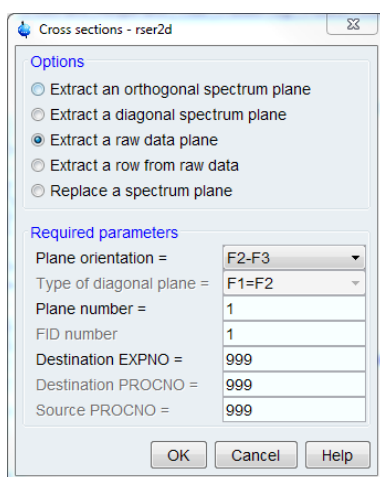 Cross sections - rser2d
Options
Extract an orthogonal spectrum plane
Extract a diagonal spectrum plane
Extract a raw data plane
Extract a row from raw data
Replace a spectrum plane
Required parameters
Plane orientation = F2-F3
Type of diagonal plane = F1=F2
Plane number = 1
FID number 1
Destination EXPNO = 999
Destination PROCNO = 999
Source PROCNO = 999
OK Cancel Help